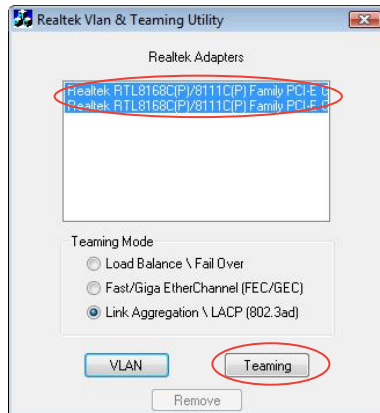 Realtek Vlan & Teaming Utility
Realtek Adapters
Realtek RTL8168C(P)/8111C(P) Family PCI-E
Realtek RTL8168C(P)/8111C(P) Family PCI-E
Teaming Mode
Load Balance \ Fail Over
Fast/Giga EtherChannel (FEC/GEC)
Link Aggregation \ LACP (802.3ad)
VLAN
Teaming
Remove